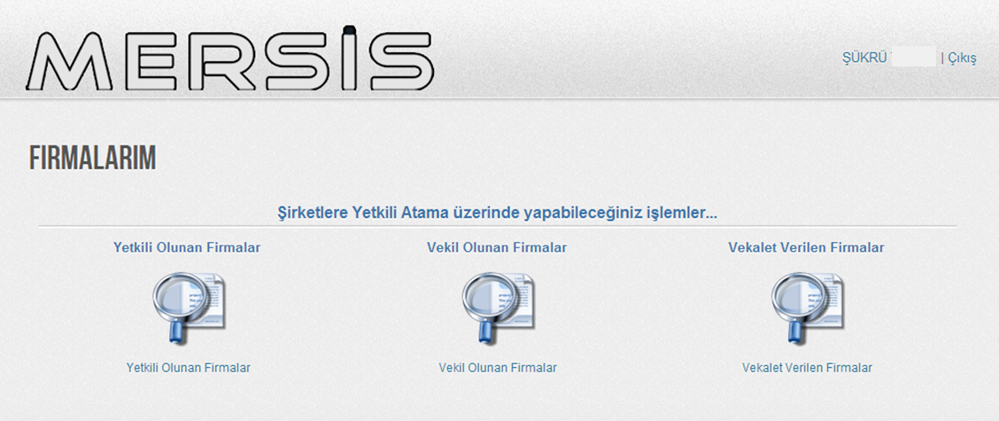 MERSİS
ŞÜKRÜ | Çıkış
FIRMALARIM
Şirketlere Yetkili Atama üzerinde yapabileceğiniz işlemler...
Yetkili Olunan Firmalar Vekil Olunan Firmalar Vekalet Verilen Firmalar
Yetkili Olunan Firmalar Vekil Olunan Firmalar Vekalet Verilen Firmalar